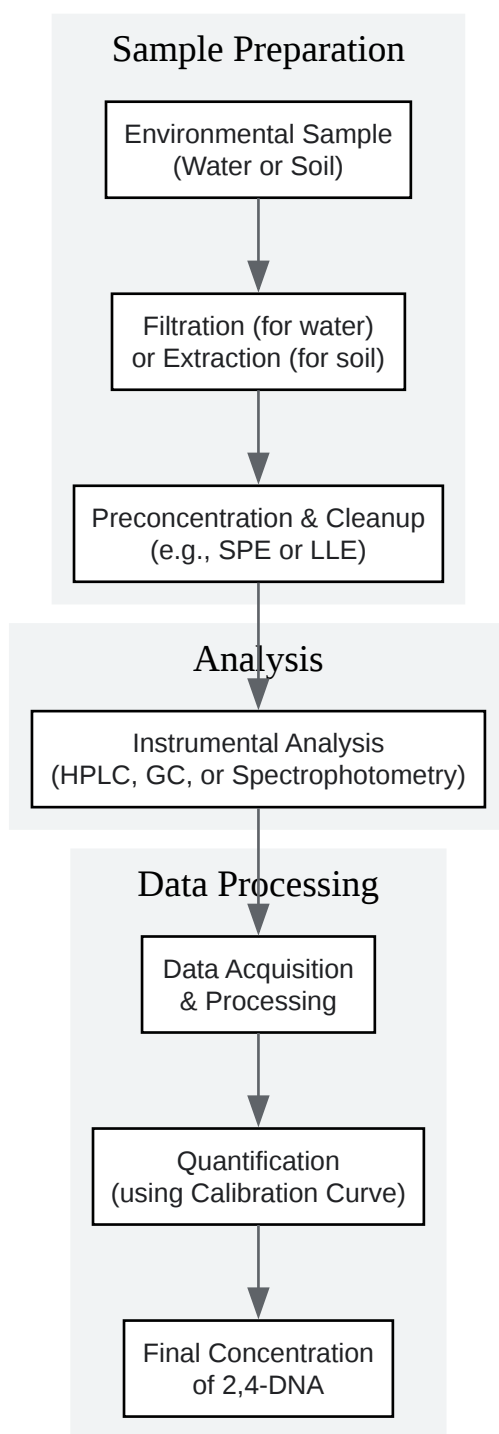 Sample Preparation
Environmental Sample
(Water or Soil)
Filtration (for water)
or Extraction (for soil)
Preconcentration & Cleanup
(e.g., SPE or LLE)
Analysis
Instrumental Analysis
(HPLC, GC, or Spectrophotometry)
Data Processing
Data Acquisition
& Processing
Quantification
(using Calibration Curve)
Final Concentration
of 2,4-DNA